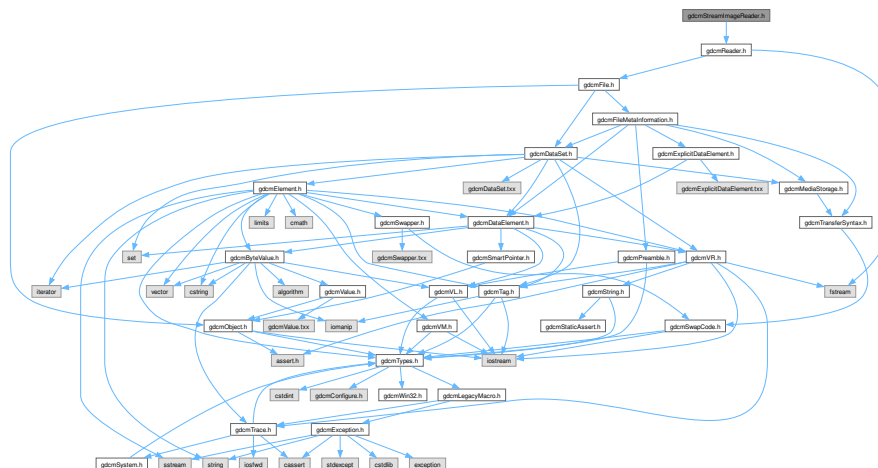 gdcmStreamImageReader.h
gdcmReader.h
gdcmFile.h
gdcmFileMetaInformation.h
gdcmDataSet.h
gdcmExplicitDataElement.h
gdcmElement.h
gdcmDataSet.txx
gdcmExplicitDataElement.txx
gdcmMediaStorage.h
limits
cmath
gdcmSwapper.h
gdcmDataElement.h
gdcmTransferSyntax.h
set
gdcmByteValue.h
gdcmSwapper.txx
gdcmSmartPointer.h
gdcmPreamble.h
gdcmVR.h
iterator
vector
cstring
algorithm
gdcmValue.h
gdcmVL.h
gdcmTag.h
gdcmString.h
fstream
gdcmValue.txx
iomanip
gdcmObject.h
gdcmVM.h
gdcmStaticAssert.h
gdcmSwapCode.h
assert.h
gdcmTypes.h
iostream
cstdint
gdcmConfigure.h
gdcmWin32.h
gdcmLegacyMacro.h
gdcmTrace.h
gdcmException.h
gdcmSystem.h
sstream
string
iosfwd
cassert
stdexcept
cstdlib
exception